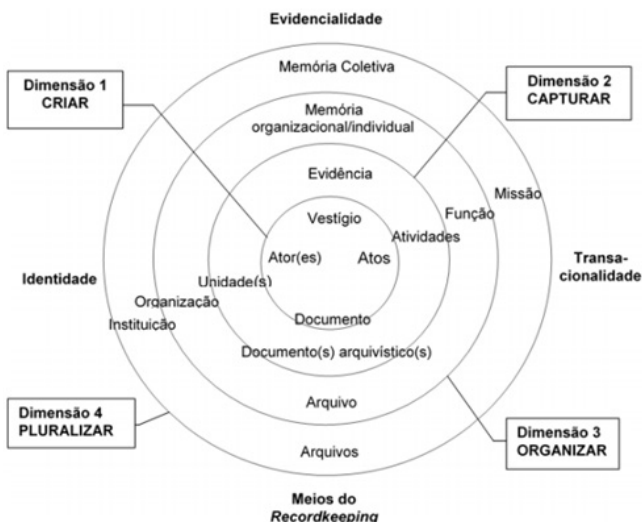 Evidencialidade
Memória Coletiva
Dimensão 1
CRIAR
Dimensão 2
CAPTURAR
Memória
organizacional/individual
Evidência
Missão
Função
Vestígio
Atividades
Ator(es)
Atos
Identidade
Transa-
cionalidade
Unidade(s)
Organização
Instituição
Documento
Documento(s) arquivístico(s)
Dimensão 4
PLURALIZAR
Arquivo
Dimensão 3
ORGANIZAR
Arquivos
Meios do
Recordkeeping